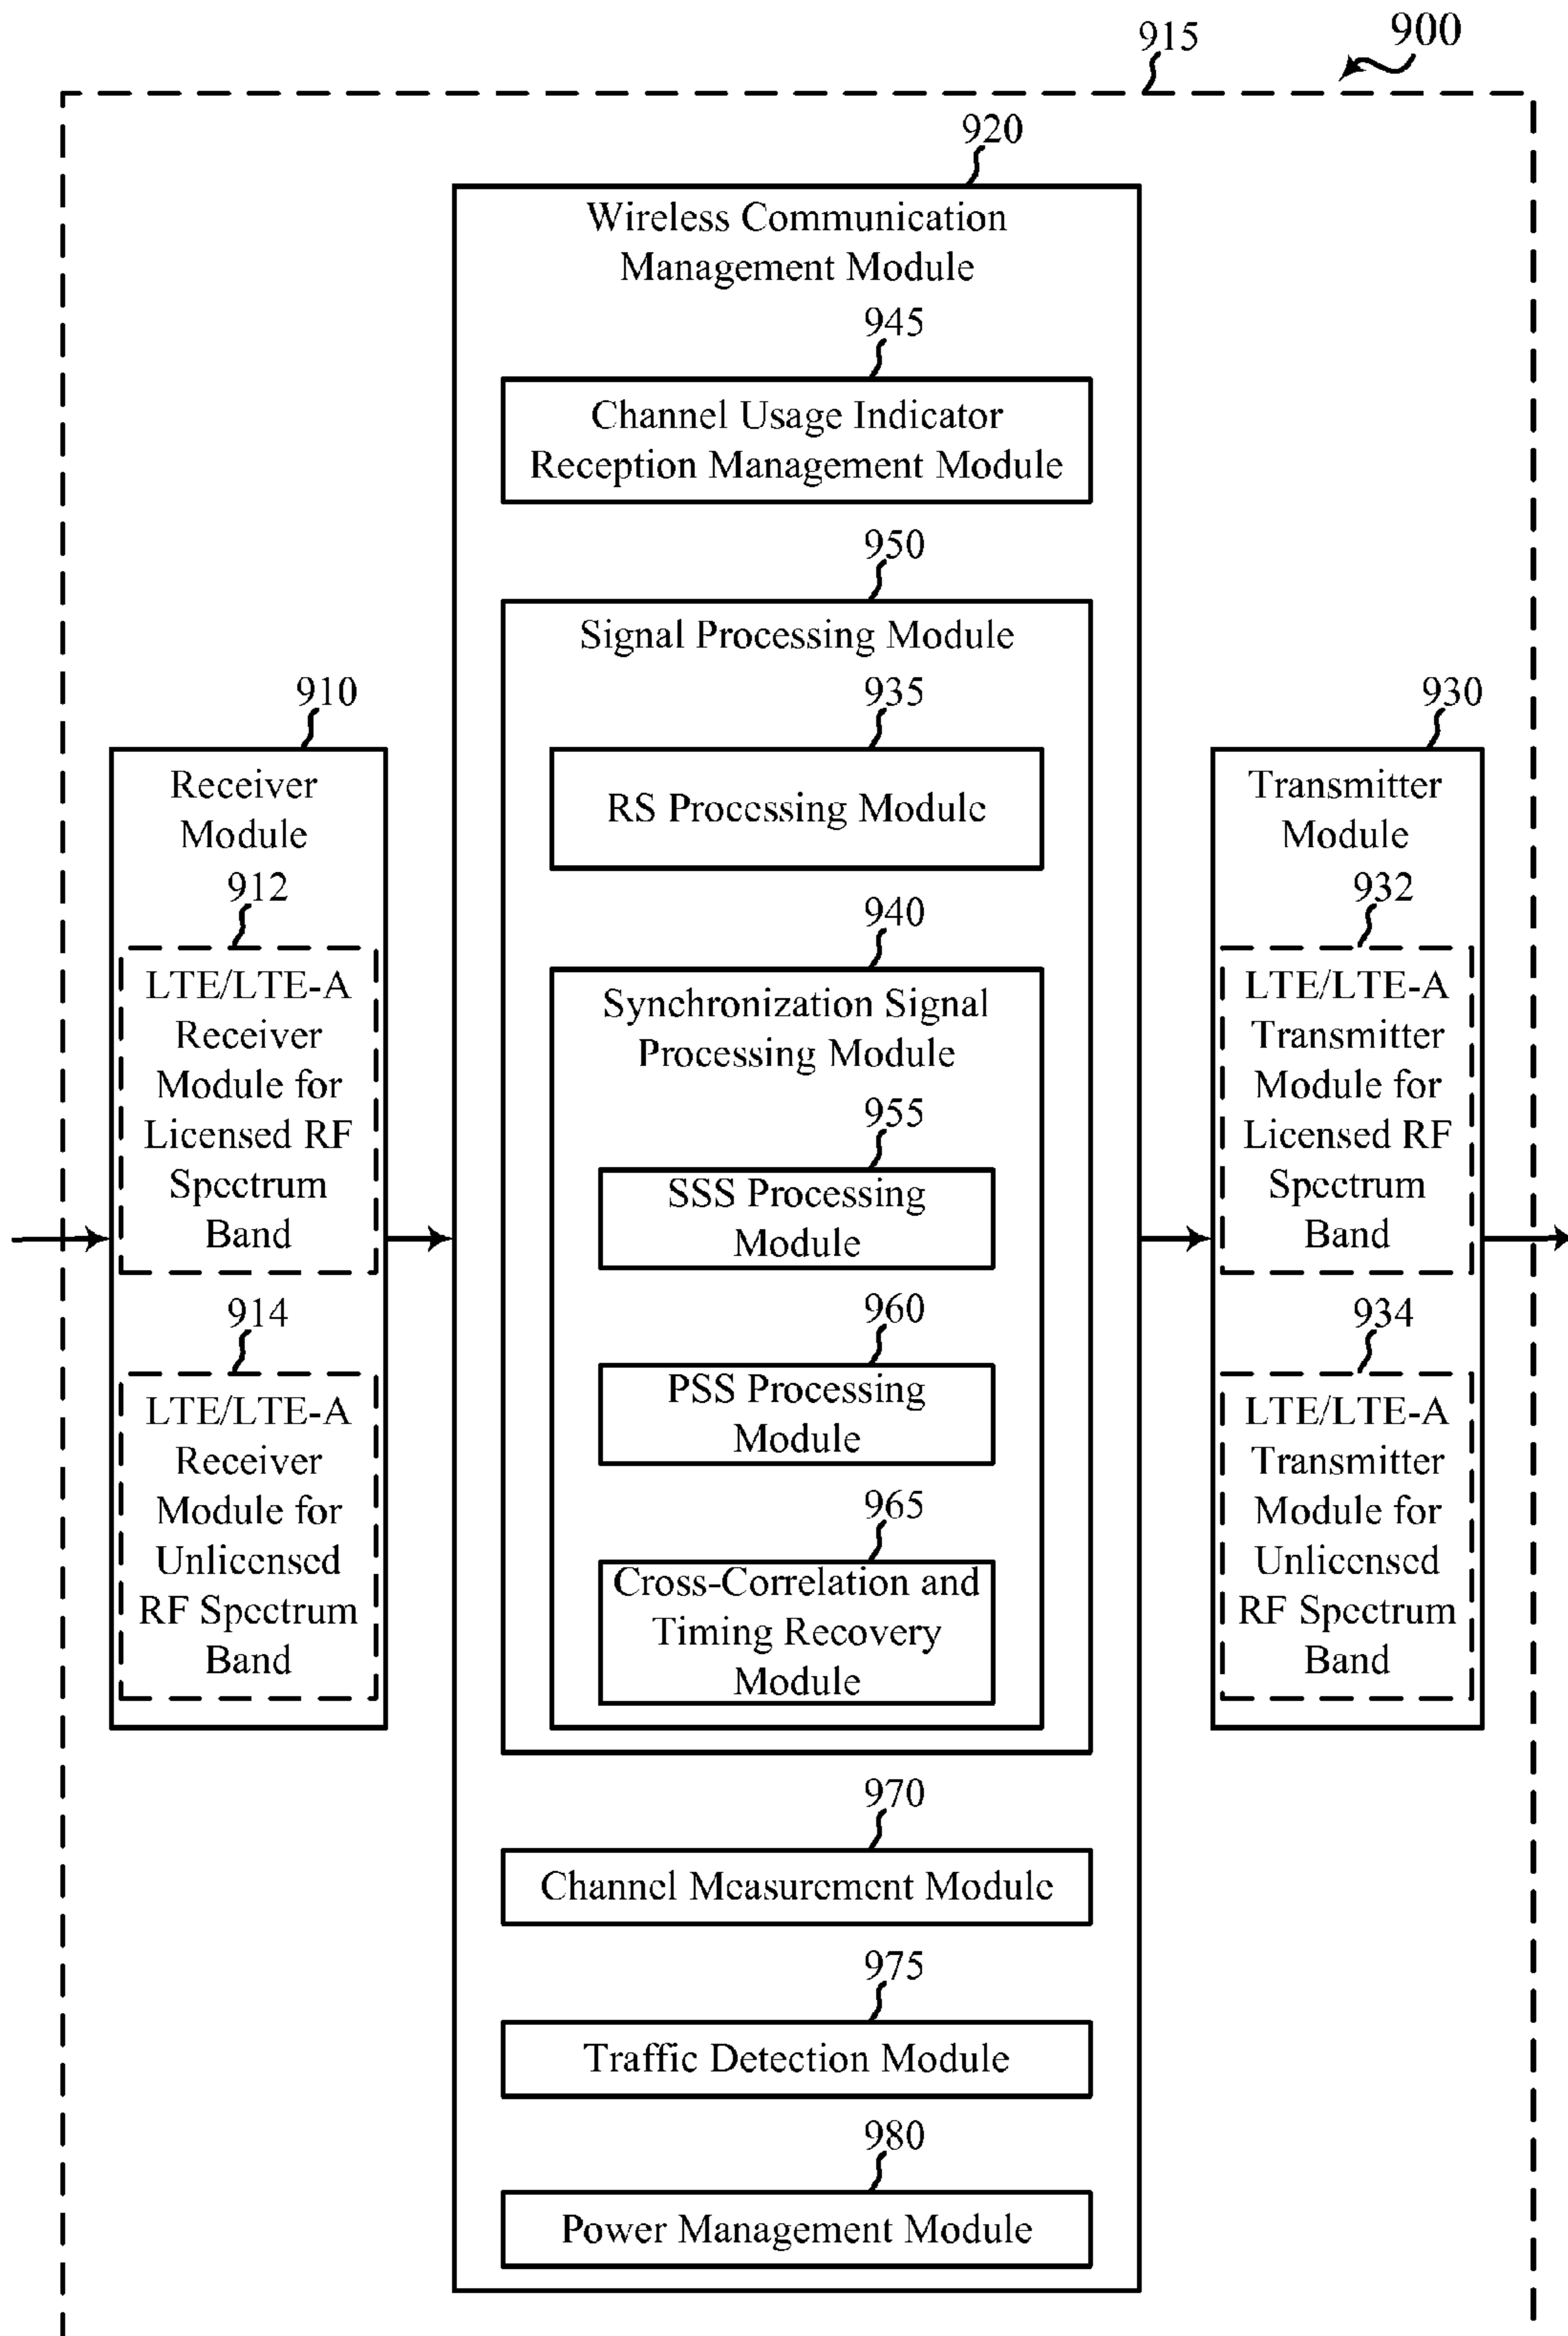 900
915
920
Wireless Communication
Management Module
945
Channel Usage Indicator
Reception Management Module
950
Signal Processing Module
935
RS Processing Module
940
Synchronization Signal
Processing Module
955
SSS Processing
Module
960
PSS Processing
Module
965
Cross-Correlation and
Timing Recovery
Module
970
Channel Measurement Module
975
Traffic Detection Module
980
Power Management Module
910
Receiver
Module
912
LTE/LTE-A
Receiver
Module for
Licensed RF
Spectrum
Band
914
LTE/LTE-A
Receiver
Module for
Unlicensed
RF Spectrum
Band
930
Transmitter
Module
932
LTE/LTE-A
Transmitter
Module for
Licensed RF
Spectrum
Band
934
LTE/LTE-A
Transmitter
Module for
Unlicensed
RF Spectrum
Band